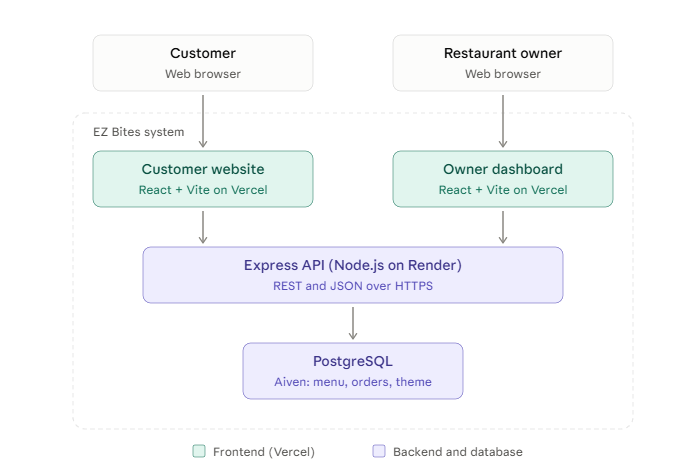 Customer
Web browser
Restaurant owner
Web browser
EZ Bites system
Customer website
React + Vite on Vercel
Owner dashboard
React + Vite on Vercel
Express API (Node.js on Render)
REST and JSON over HTTPS
PostgreSQL
Aiven: menu, orders, theme
Frontend (Vercel)
Backend and database